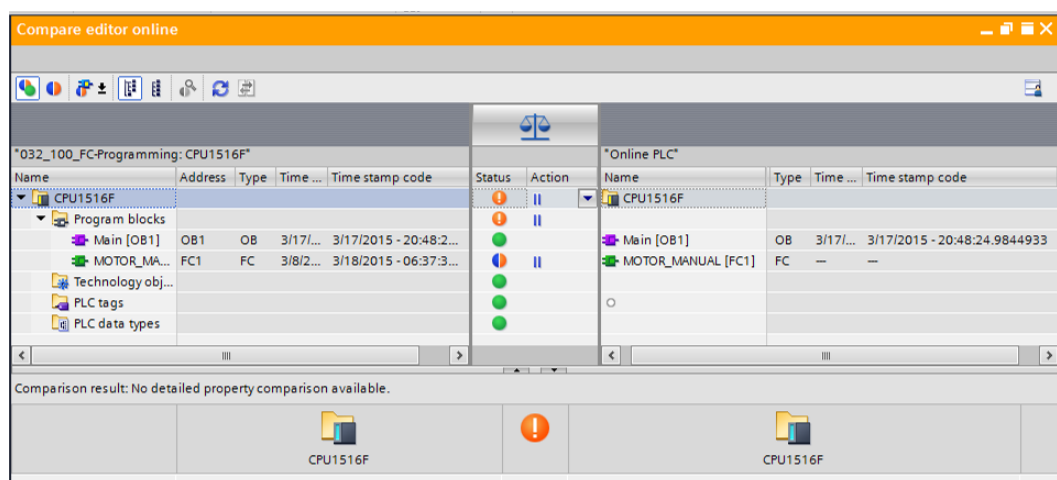 Compare editor online
"032_100_FC-Programming: CPU1516F"
"Online PLC"
Name Address Type Time ... Time stamp code Status Action Name Type Time ... Time stamp code
CPU1516F CPU1516F
Program blocks
Main [OB1] OB1 OB 3/17/... 3/17/2015 - 20:48:2... Main [OB1] OB 3/17/... 3/17/2015 - 20:48:24.9844933
MOTOR_MA... FC1 FC 3/8/2... 3/18/2015 - 06:37:3... MOTOR_MANUAL [FC1] FC — —
Technology obj...
PLC tags
PLC data types
Comparison result: No detailed property comparison available.
CPU1516F CPU1516F